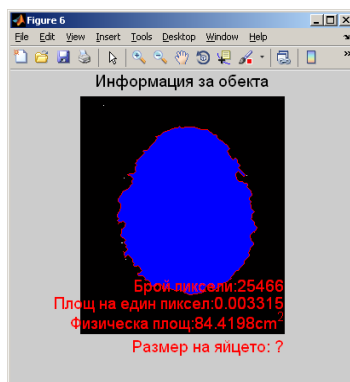 Figure 6
File Edit View Insert Tools Desktop Window Help
Информация за обекта
Брой пиксели:25466
Площ на един пиксел:0.003315
Физическа площ:84.4198cm²
Размер на яйцето: ?